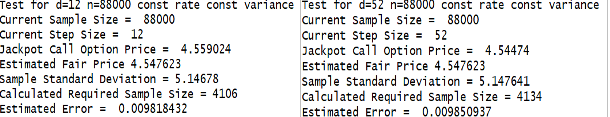 Test for d=12 n=88000 const rate const variance
Current Sample Size =  88000
Current Step Size =  12
Jackpot Call Option Price =  4.559024
Estimated Fair Price 4.547623
Sample Standard Deviation = 5.14678
Calculated Required Sample Size = 4106
Estimated Error =  0.009818432
Test for d=52 n=88000 const rate const variance
Current Sample Size =  88000
Current Step Size =  52
Jackpot Call Option Price =  4.54474
Estimated Fair Price 4.547623
Sample Standard Deviation = 5.147641
Calculated Required Sample Size = 4134
Estimated Error =  0.009850937